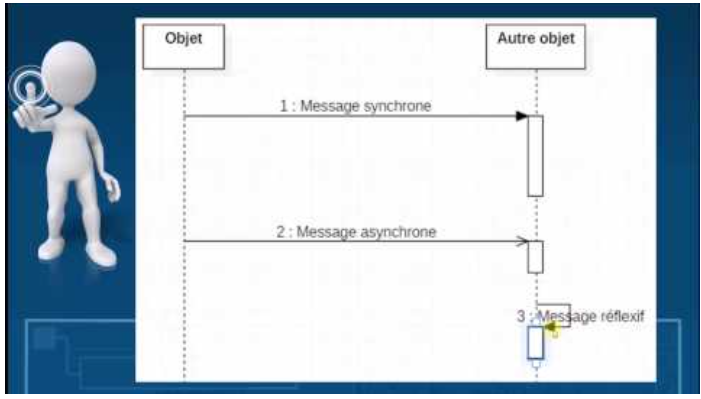 Objet
Autre objet
1 : Message synchrone
2 : Message asynchrone
3 : Message réflexif